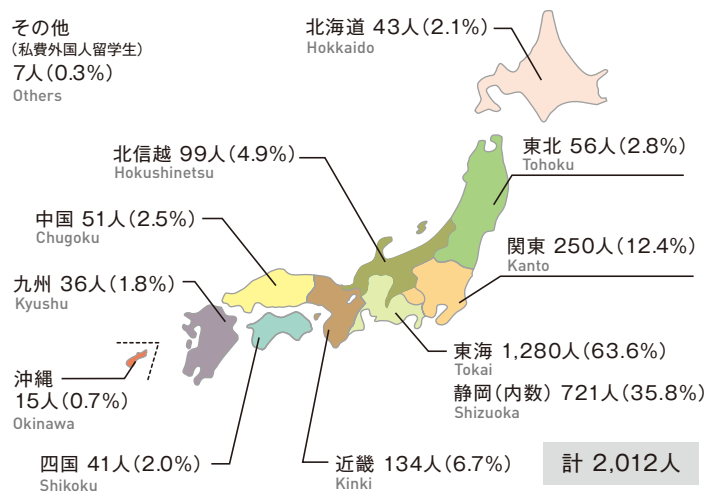 その他
(私費外国人留学生)
7人(0.3%)
Others
北海道 43人(2.1%)
Hokkaido
北信越 99人(4.9%)
Hokushinetsu
東北 56人(2.8%)
Tohoku
中国 51人(2.5%)
Chugoku
関東 250人(12.4%)
Kanto
九州 36人(1.8%)
Kyushu
東海 1,280人(63.6%)
Tokai
静岡(内数) 721人(35.8%)
Shizuoka
沖縄
15人(0.7%)
Okinawa
四国 41人(2.0%)
Shikoku
近畿 134人(6.7%)
Kinki
計 2,012人